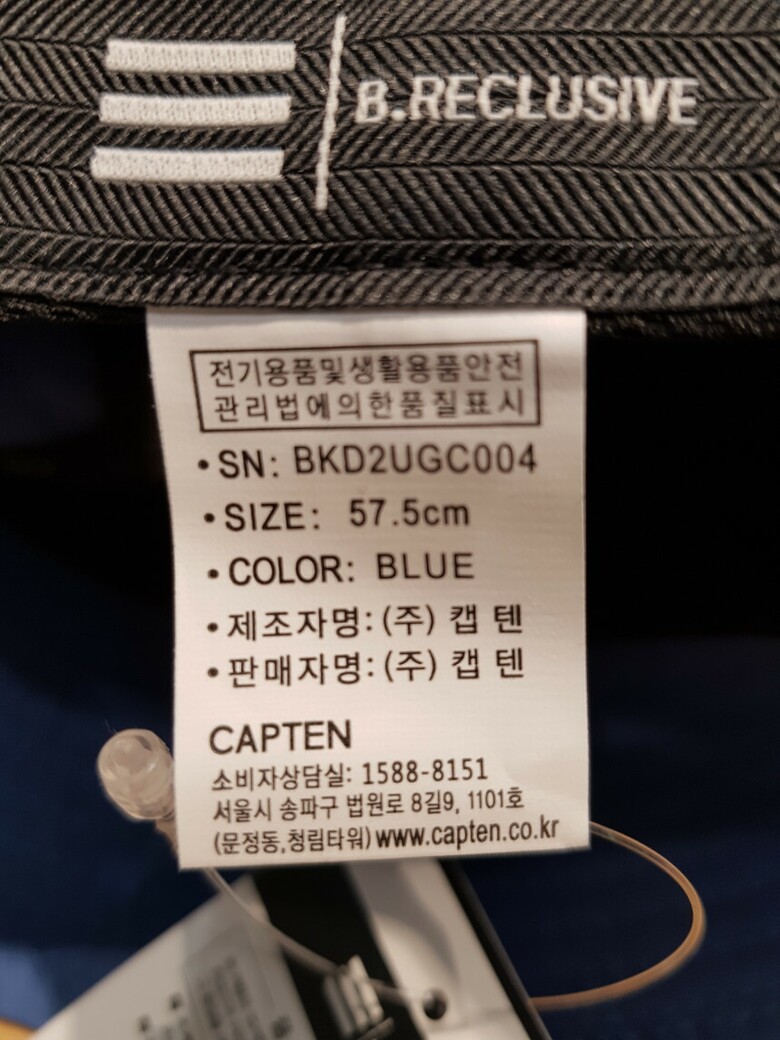 B.RECLUSIVE
전기용품및생활용품안전
관리법에의한품질표시
• SN: BKD2UGC004
• SIZE: 57.5cm
• COLOR: BLUE
• 제조자명: (주) 캡텐
• 판매자명: (주) 캡텐
CAPTEN
소비자상담실: 1588-8151
서울시 송파구 법원로 8길9, 1101호
(문정동,청림타워) www.capten.co.kr